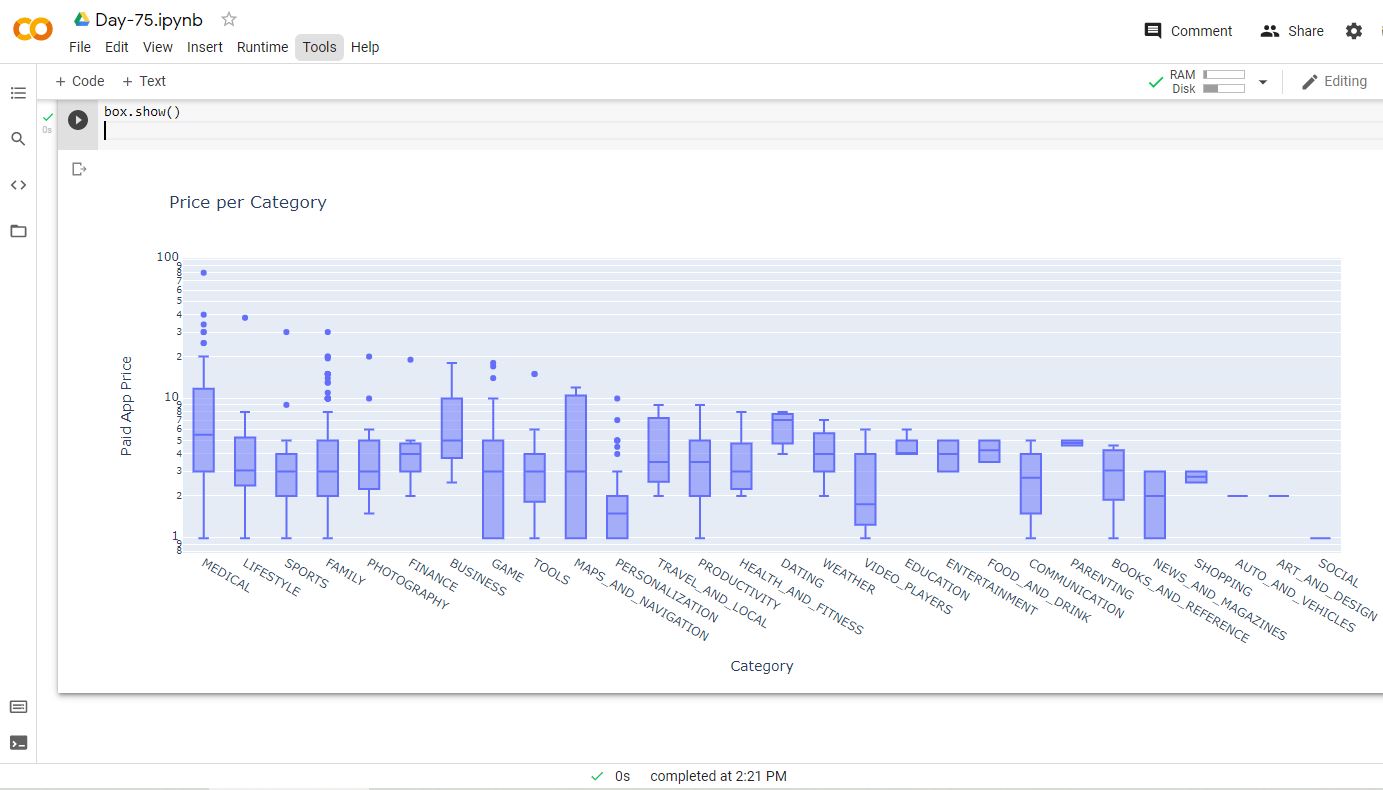 Day-75.ipynb
Comment
Share
File Edit View Insert Runtime Tools Help
+ Code + Text
RAM
Disk
Editing
box.show()
0s
Price per Category
Paid App Price
100
9
8
7
6
5
4
3
2
10
9
8
7
6
5
4
3
2
1
9
8
MEDICAL
LIFESTYLE
SPORTS
FAMILY
PHOTOGRAPHY
FINANCE
BUSINESS
GAME
TOOLS
MAPS_AND_NAVIGATION
PERSONALIZATION
TRAVEL_AND_LOCAL
PRODUCTIVITY
HEALTH_AND_FITNESS
DATING
WEATHER
VIDEO_PLAYERS
EDUCATION
ENTERTAINMENT
FOOD_AND_DRINK
COMMUNICATION
PARENTING
BOOKS_AND_REFERENCE
NEWS_AND_MAGAZINES
SHOPPING
AUTO_AND_VEHICLES
ART_AND_DESIGN
SOCIAL
Category
0s completed at 2:21 PM